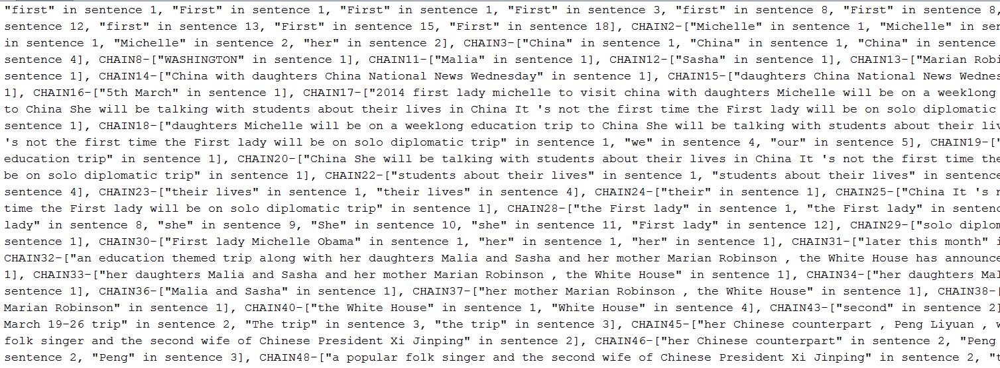 "first" in sentence 1, "First" in sentence 1, "First" in sentence 1, "First" in sentence 3, "first" in sentence 8, "First" in sentence 8,
sentence 12, "first" in sentence 13, "First" in sentence 15, "First" in sentence 18], CHAIN2-["Michelle" in sentence 1, "Michelle" in sen
in sentence 1, "Michelle" in sentence 2, "her" in sentence 2], CHAIN3-["China" in sentence 1, "China" in sentence 1, "China" in sentence
sentence 4], CHAIN8-["WASHINGTON" in sentence 1], CHAIN11-["Malia" in sentence 1], CHAIN12-["Sasha" in sentence 1], CHAIN13-["Marian Robi
sentence 1], CHAIN14-["China with daughters China National News Wednesday" in sentence 1], CHAIN15-["daughters China National News Wednes
1], CHAIN16-["5th March" in sentence 1], CHAIN17-["2014 first lady michelle to visit china with daughters Michelle will be on a weeklong
to China She will be talking with students about their lives in China It 's not the first time the First lady will be on solo diplomatic
sentence 1], CHAIN18-["daughters Michelle will be on a weeklong education trip to China She will be talking with students about their liv
's not the first time the First lady will be on solo diplomatic trip" in sentence 1, "we" in sentence 4, "our" in sentence 5], CHAIN19-["
education trip" in sentence 1], CHAIN20-["China She will be talking with students about their lives in China It 's not the first time the
be on solo diplomatic trip" in sentence 1], CHAIN22-["students about their lives" in sentence 1, "students about their lives" in sentence
sentence 4], CHAIN23-["their lives" in sentence 1, "their lives" in sentence 4], CHAIN24-["their" in sentence 1], CHAIN25-["China It 's n
time the First lady will be on solo diplomatic trip" in sentence 1], CHAIN28-["the First lady" in sentence 1, "the First lady" in sentenc
lady" in sentence 8, "she" in sentence 9, "She" in sentence 10, "she" in sentence 11, "First lady" in sentence 12], CHAIN29-["solo diplom
sentence 1], CHAIN30-["First lady Michelle Obama" in sentence 1, "her" in sentence 1, "her" in sentence 1], CHAIN31-["later this month" i
CHAIN32-["an education themed trip along with her daughters Malia and Sasha and her mother Marian Robinson , the White House has announce
1], CHAIN33-["her daughters Malia and Sasha and her mother Marian Robinson , the White House" in sentence 1], CHAIN34-["her daughters Mal
sentence 1], CHAIN36-["Malia and Sasha" in sentence 1], CHAIN37-["her mother Marian Robinson , the White House" in sentence 1], CHAIN38-[
Marian Robinson" in sentence 1], CHAIN40-["the White House" in sentence 1, "White House" in sentence 4], CHAIN43-["second" in sentence 2]
March 19-26 trip" in sentence 2, "The trip" in sentence 3, "the trip" in sentence 3], CHAIN45-["her Chinese counterpart , Peng Liyuan , w
folk singer and the second wife of Chinese President Xi Jinping" in sentence 2], CHAIN46-["her Chinese counterpart" in sentence 2, "Peng
sentence 2, "Peng" in sentence 3], CHAIN48-["a popular folk singer and the second wife of Chinese President Xi Jinping" in sentence 2, "t